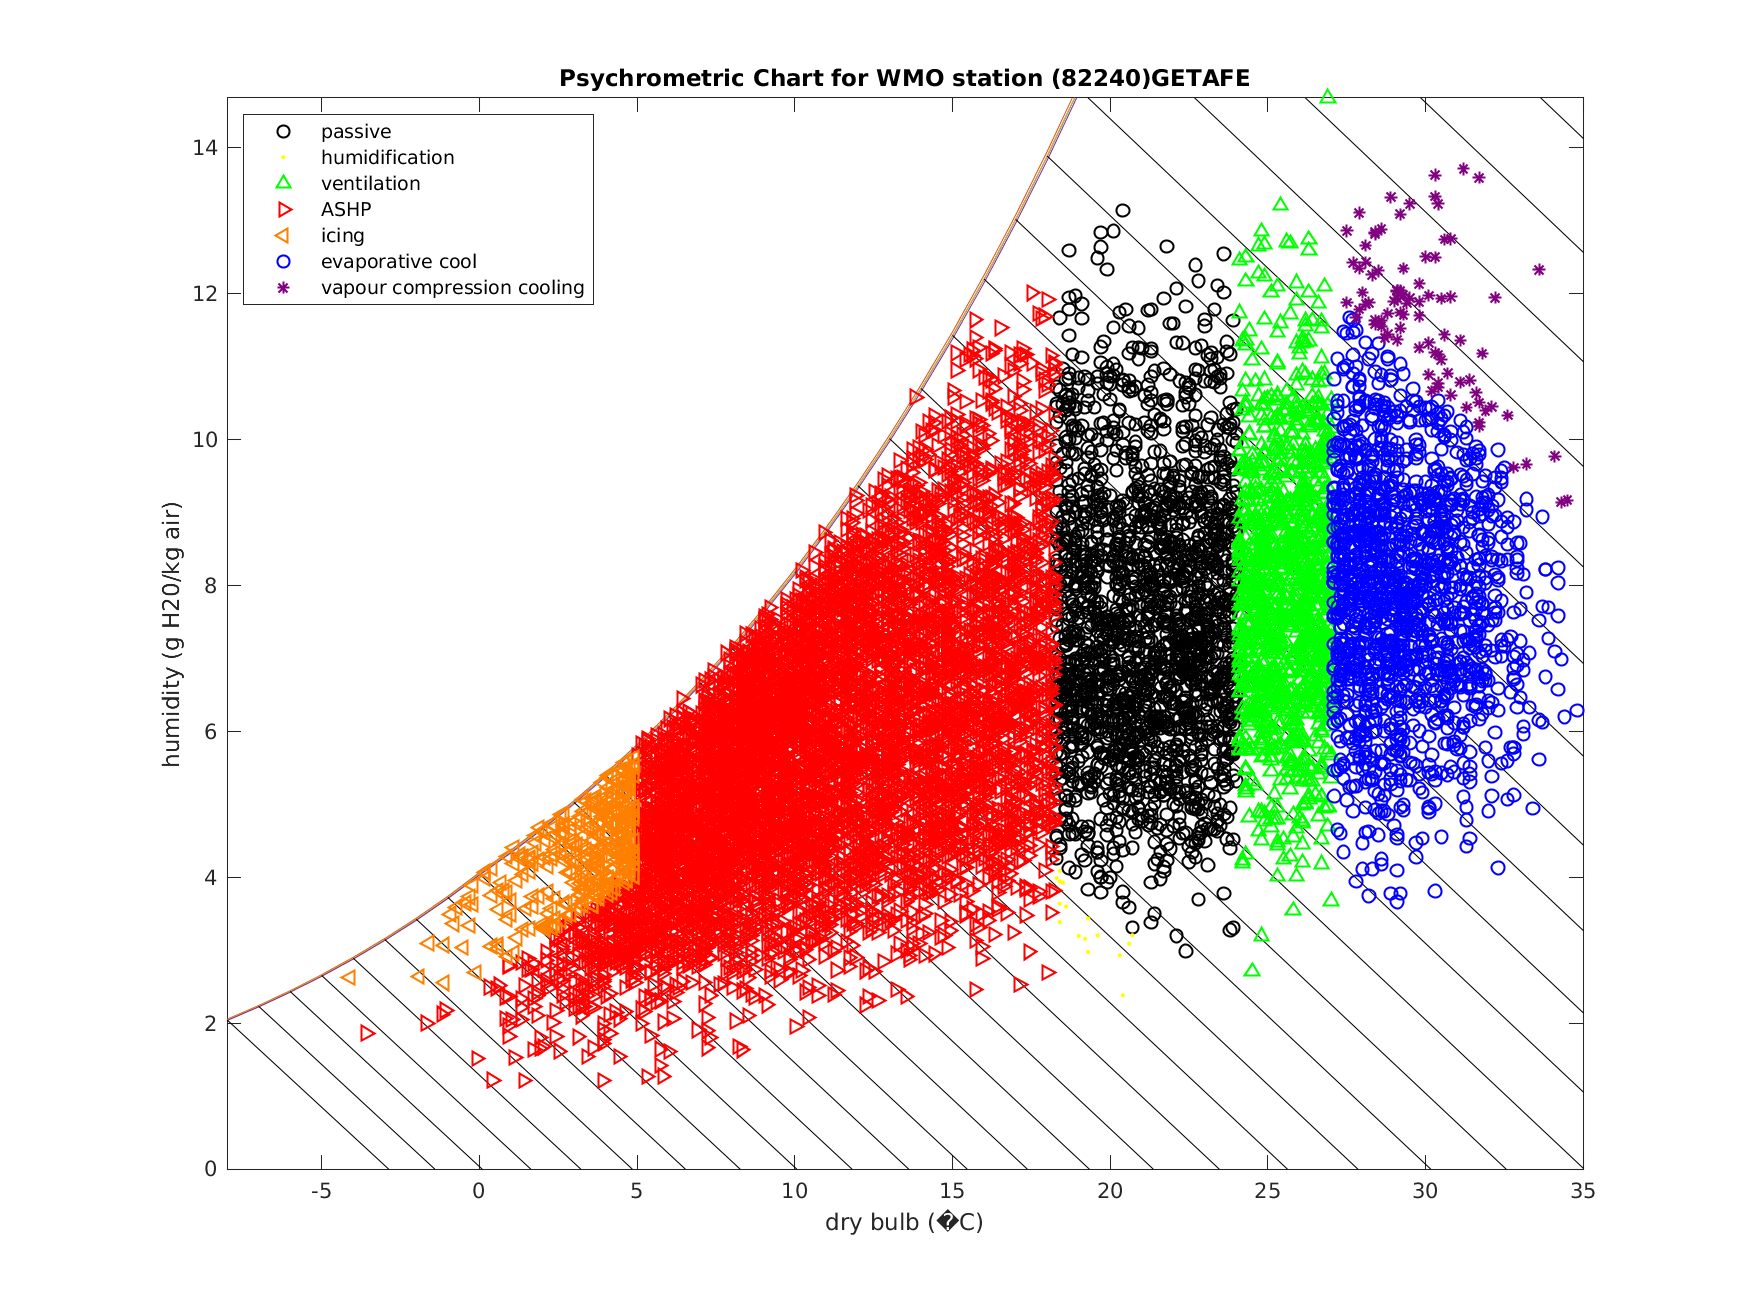 Psychrometric Chart for WMO station (82240)GETAFE
passive
humidification
ventilation
ASHP
icing
evaporative cool
vapour compression cooling
14
12
10
8
6
4
2
0
humidity (g H20/kg air)
-5 0 5 10 15 20 25 30 35
dry bulb (�C)